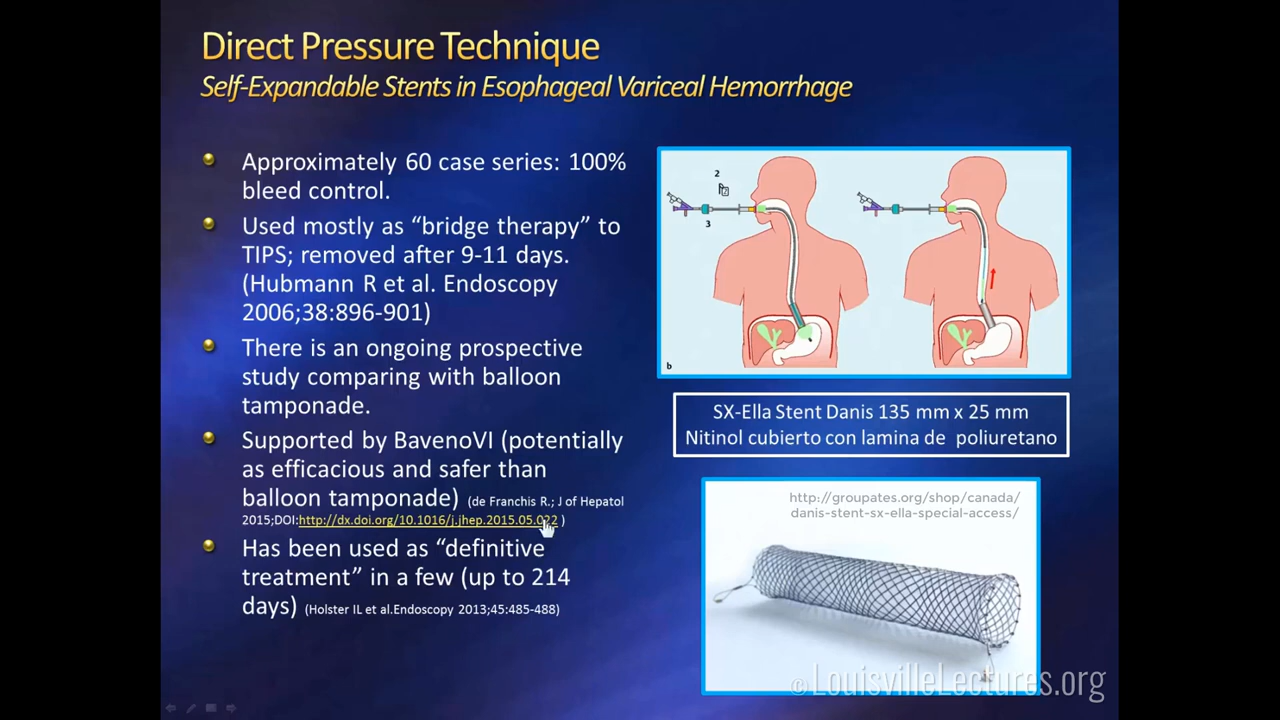 Direct Pressure Technique
Self-Expandable Stents in Esophageal Variceal Hemorrhage
Approximately 60 case series: 100%
bleed control.
Used mostly as “bridge therapy” to
TIPS; removed after 9-11 days.
(Hubmann R et al. Endoscopy
2006;38:896-901)
There is an ongoing prospective
study comparing with balloon
tamponade.
Supported by BavenoVI (potentially
as efficacious and safer than
balloon tamponade) (de Franchis R.; J of Hepatol
2015;DOI:http://dx.doi.org/10.1016/j.jhep.2015.05.022 )
Has been used as “definitive
treatment” in a few (up to 214
days) (Holster IL et al.Endoscopy 2013;45:485-488)
2
3
b
SX-Ella Stent Danis 135 mm x 25 mm
Nitinol cubierto con lamina de poliuretano
http://groupates.org/shop/canada/
danis-stent-sx-ella-special-access/
©LouisvilleLectures.org